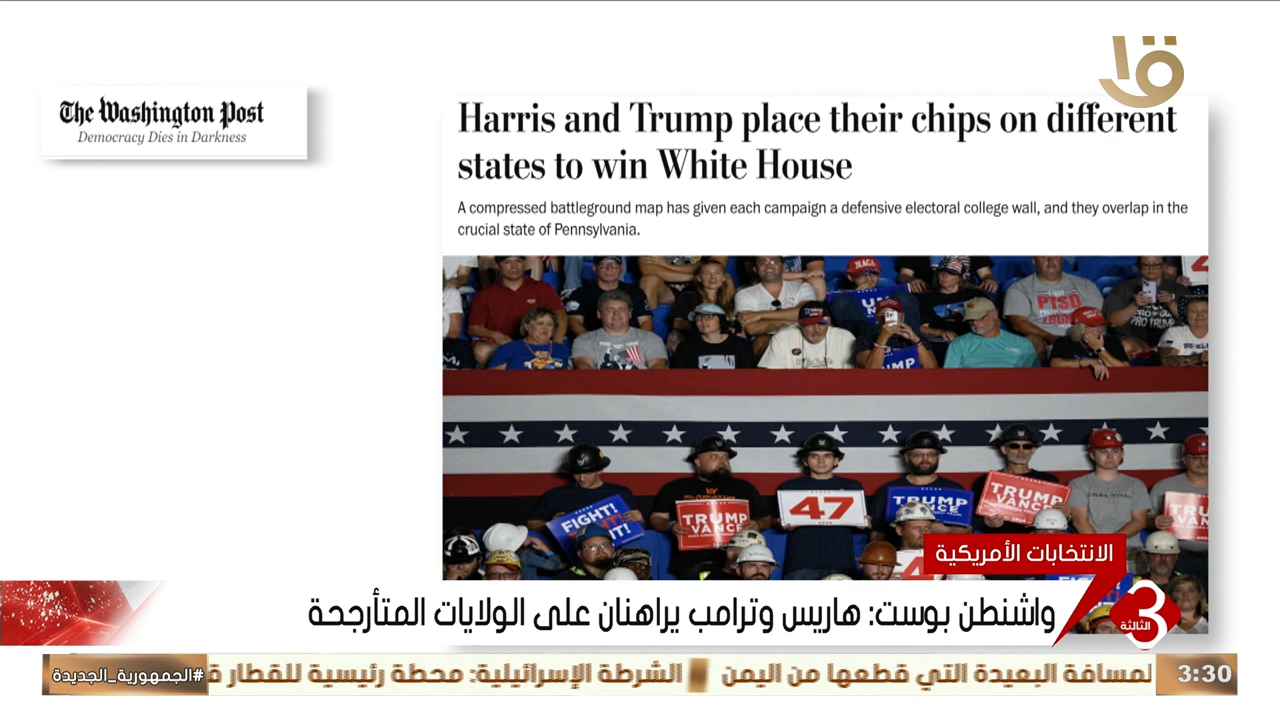 The Washington Post
Democracy Dies in Darkness
Harris and Trump place their chips on different
states to win White House
A compressed battleground map has given each campaign a defensive electoral college wall, and they overlap in the
crucial state of Pennsylvania.
MAGA
PTSD
PRO TRUMP
FIGHT!
TRUMP
VANCE
47
TRUMP
TRUMP
VANCE
الانتخابات الأمريكية
واشنطن بوست: هاريس وترامب يراهنان على الولايات المتأرجحة
3
الثالثة
3:30
لمسافة البعيدة التي قطعها من اليمن
الشرطة الإسرائيلية: محطة رئيسية للقطار
#الجمهورية_الجديدة